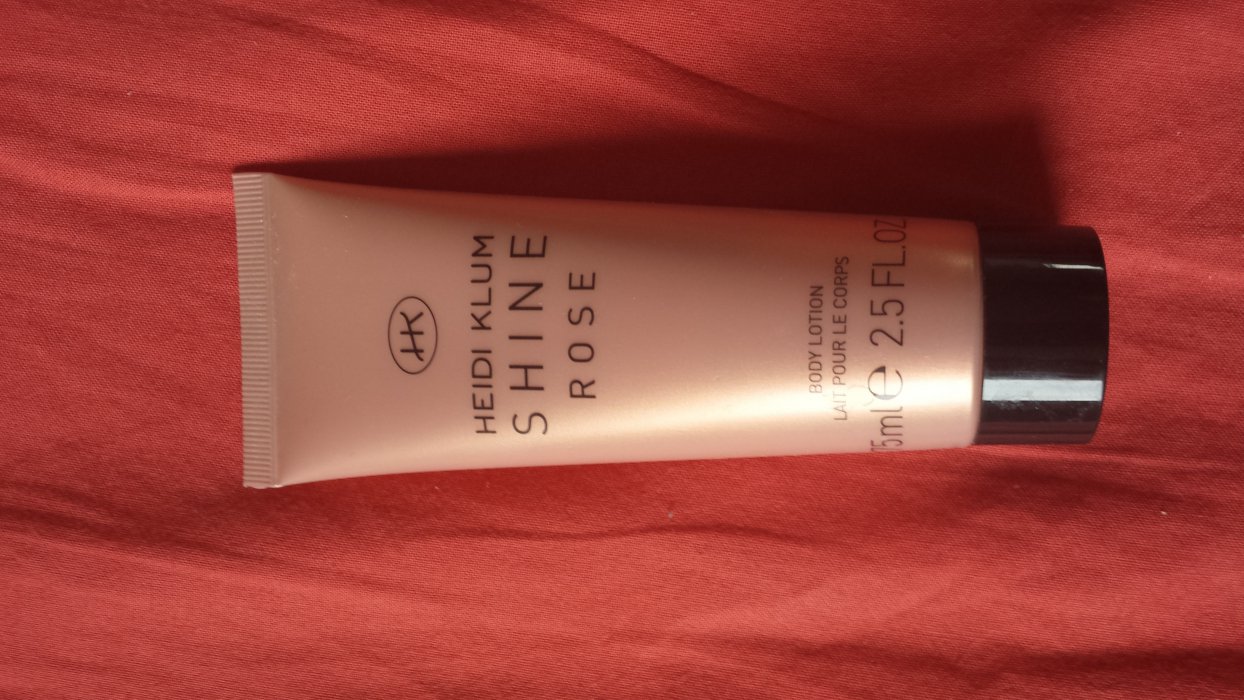 HK
HEIDI KLUM
SHINE
ROSE
BODY LOTION
LAIT POUR LE CORPS
75ml e 2.5 FL.OZ